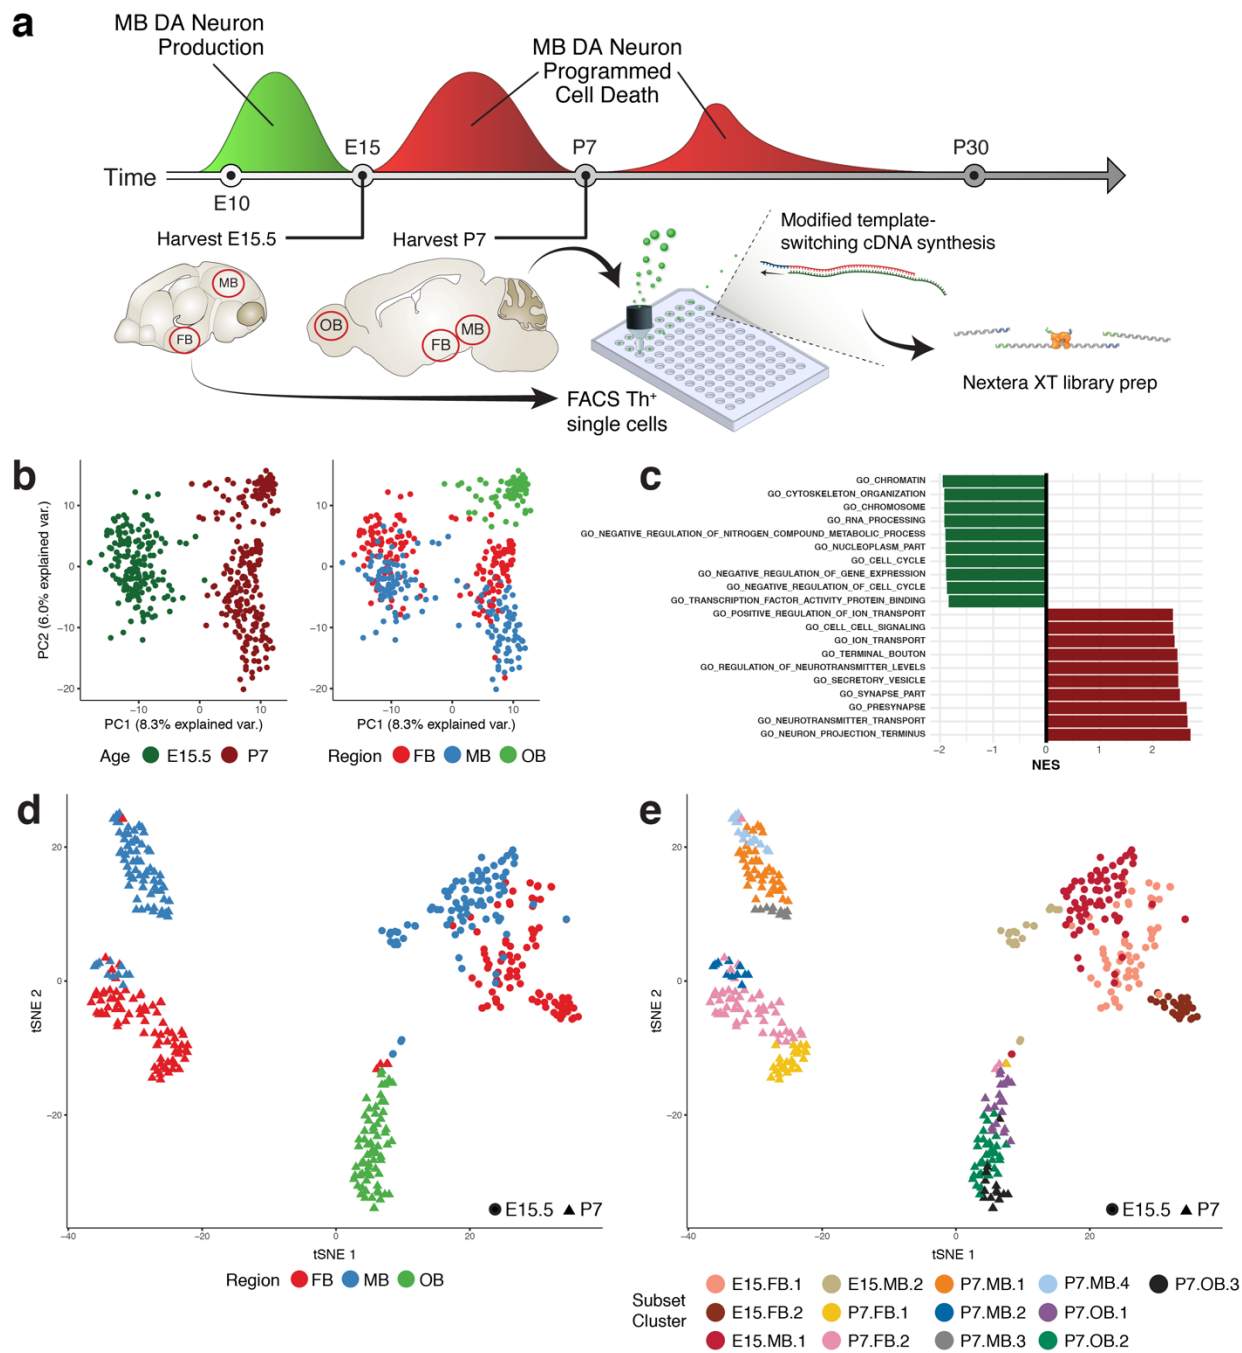 a
MB DA Neuron
Production
MB DA Neuron
Programmed
Cell Death
E15
P7
P30
Time
E10
Harvest E15.5
Harvest P7
Modified template-
switching cDNA synthesis
MB
FB
OB
FB
MB
FACS Th+
single cells
Nextera XT library prep
b
10
0
−10
−20
PC2 (6.0% explained var.)
−10
0
10
PC1 (8.3% explained var.)
Age E15.5 P7
10
0
−10
−20
−10
0
10
PC1 (8.3% explained var.)
Region FB MB OB
c
GO_CHROMATIN
GO_CYTOSKELETON_ORGANIZATION
GO_CHROMOSOME
GO_RNA_PROCESSING
GO_NEGATIVE_REGULATION_OF_NITROGEN_COMPOUND_METABOLIC_PROCESS
GO_NUCLEOPLASM_PART
GO_CELL_CYCLE
GO_NEGATIVE_REGULATION_OF_GENE_EXPRESSION
GO_NEGATIVE_REGULATION_OF_CELL_CYCLE
GO_TRANSCRIPTION_FACTOR_ACTIVITY_PROTEIN_BINDING
GO_POSITIVE_REGULATION_OF_ION_TRANSPORT
GO_CELL_CELL_SIGNALING
GO_ION_TRANSPORT
GO_TERMINAL_BOUTON
GO_REGULATION_OF_NEUROTRANSMITTER_LEVELS
GO_SECRETORY_VESICLE
GO_SYNAPSE_PART
GO_PRESYNAPSE
GO_NEUROTRANSMITTER_TRANSPORT
GO_NEURON_PROJECTION_TERMINUS
−2 −1 0 1 2
NES
d
20
0
−20
tSNE 2
−40 −20 0 20
tSNE 1
E15.5 P7
Region FB MB OB
e
20
0
−20
tSNE 2
−40 −20 0 20
tSNE 1
E15.5 P7
Subset
Cluster
E15.FB.1 E15.MB.2 P7.MB.1 P7.MB.4 P7.OB.3
E15.FB.2 P7.FB.1 P7.MB.2 P7.OB.1
E15.MB.1 P7.FB.2 P7.MB.3 P7.OB.2